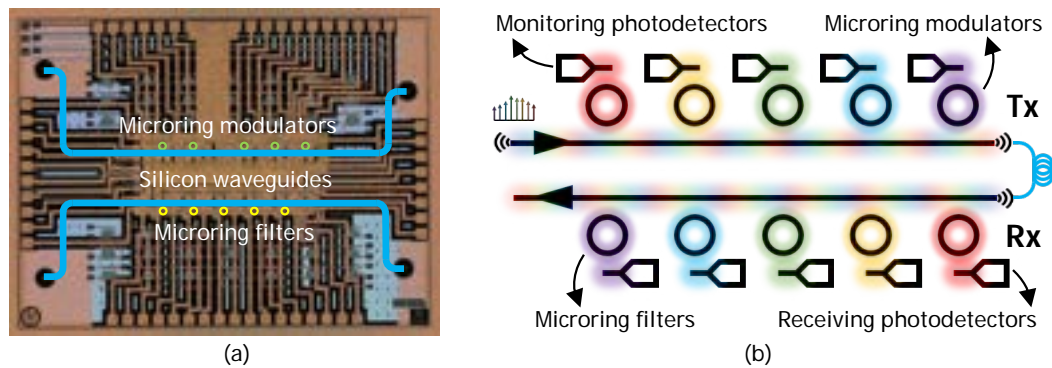 Microring modulators
Silicon waveguides
Microring filters
(a)
Monitoring photodetectors
Microring modulators
Tx
Rx
Microring filters
Receiving photodetectors
(b)